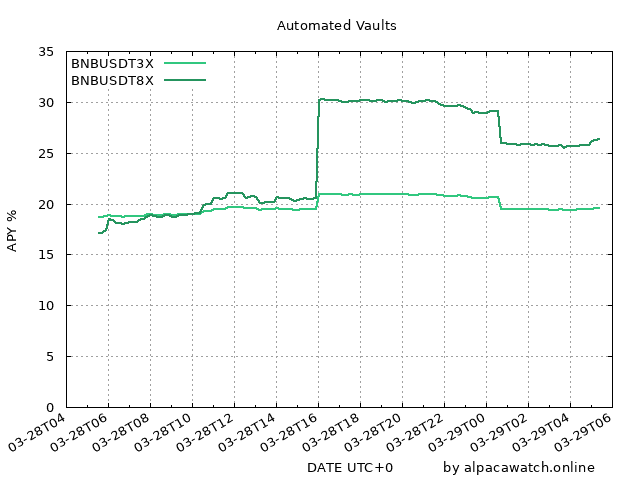 Automated Vaults
BNBUSDT3X
BNBUSDT8X
APY %
35
30
25
20
15
10
5
0
03-28T04
03-28T06
03-28T08
03-28T10
03-28T12
03-28T14
03-28T16
03-28T18
03-28T20
03-28T22
03-29T00
03-29T02
03-29T04
03-29T06
DATE UTC+0
by alpacawatch.online